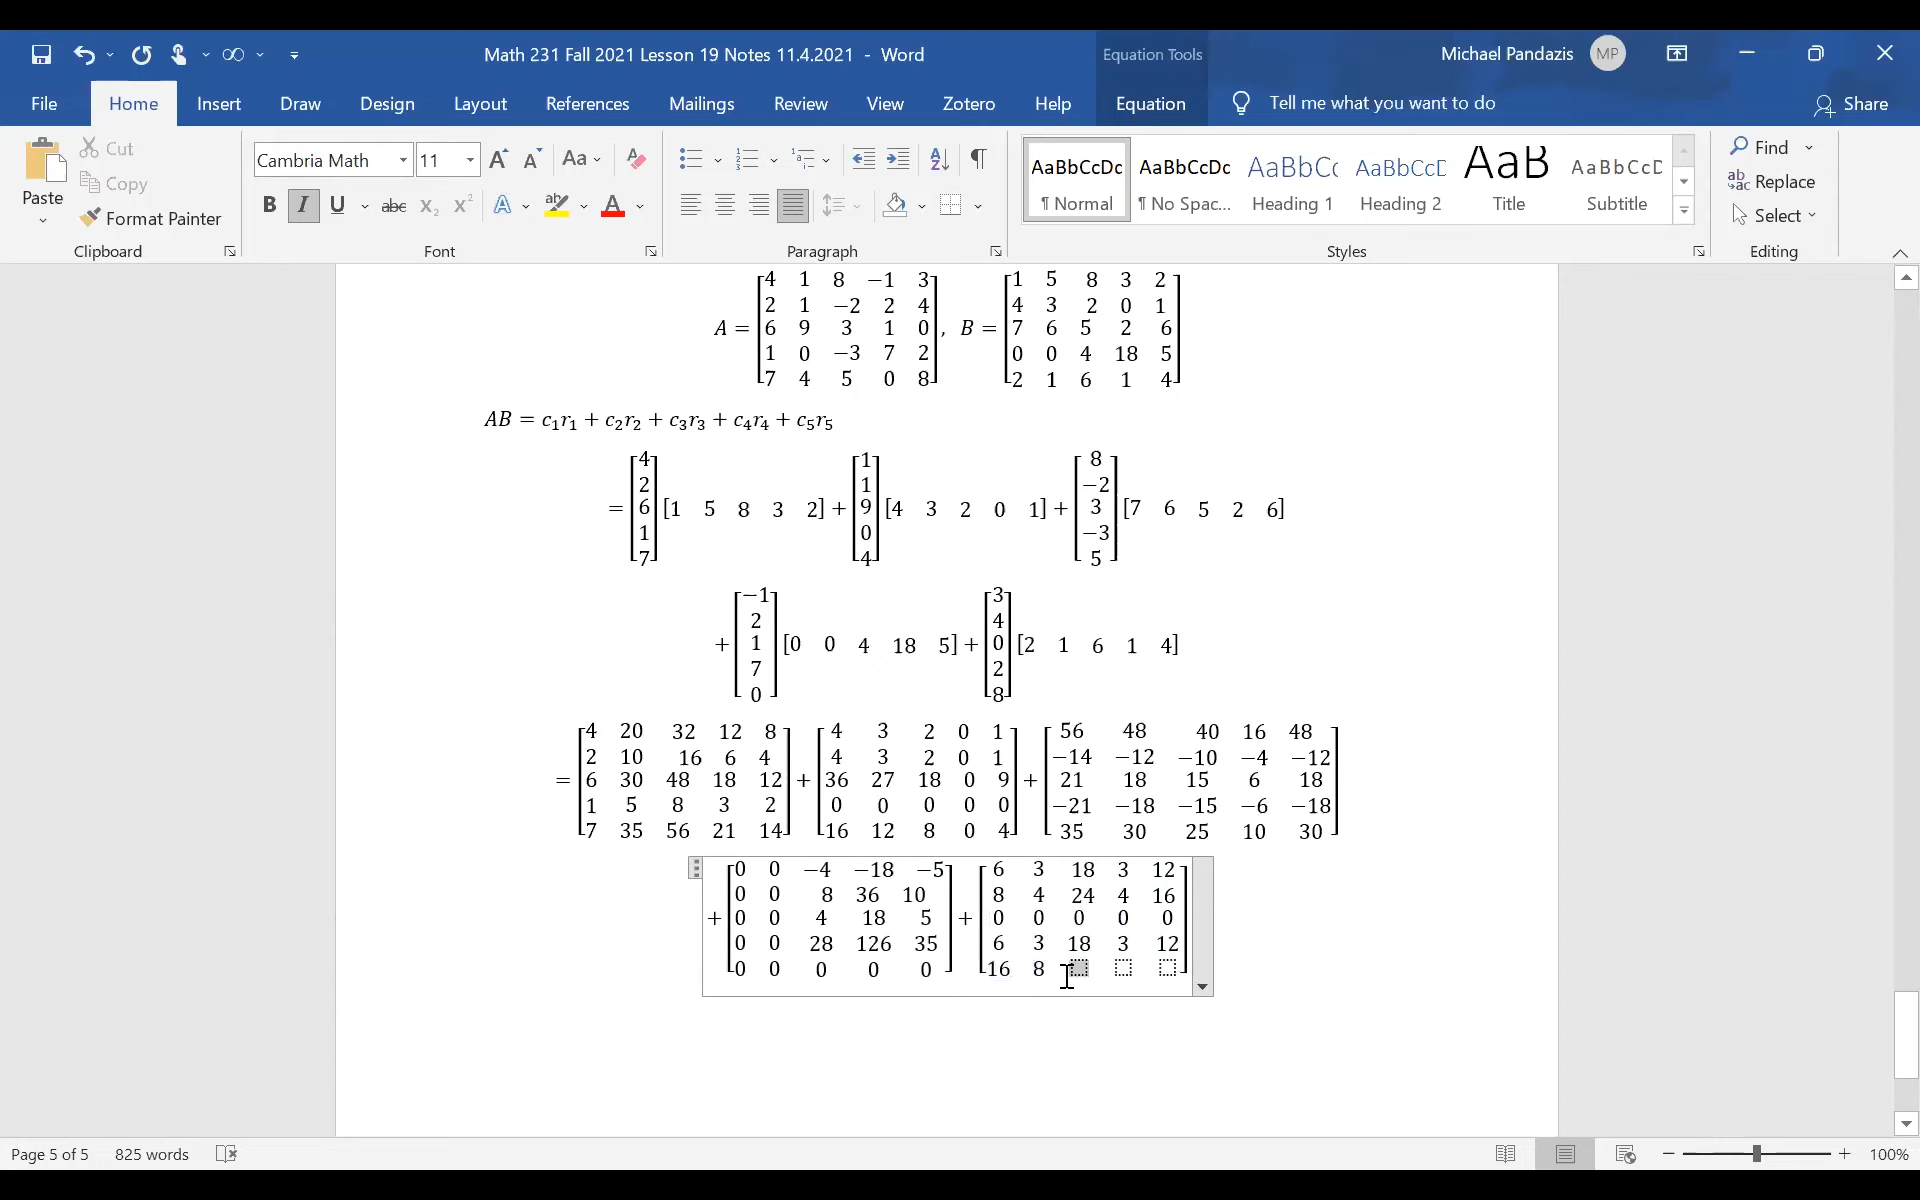 Math 231 Fall 2021 Lesson 19 Notes 11.4.2021 - Word
Equation Tools
Michael Pandazis MP
File Home Insert Draw Design Layout References Mailings Review View Zotero Help Equation Tell me what you want to do Share
Paste
Cut
Copy
Format Painter
Clipboard
Cambria Math 11 A A Aa A
B I U abc x₂ x² A ab A
Font
Paragraph
AaBbCcDc AaBbCcDc AaBbCc AaBbCcD AaB AaBbCcD
¶ Normal ¶ No Spac... Heading 1 Heading 2 Title Subtitle
Styles
Find
Replace
Select
Editing
4 1 8 −1 3 1 5 8 3 2
2 1 −2 2 4 4 3 2 0 1
A = 6 9 3 1 0 , B = 7 6 5 2 6
1 0 −3 7 2 0 0 4 18 5
7 4 5 0 8 2 1 6 1 4
AB = c₁r₁ + c₂r₂ + c₃r₃ + c₄r₄ + c₅r₅
4 1 8
2 1 −2
= 6 [1 5 8 3 2] + 9 [4 3 2 0 1] + 3 [7 6 5 2 6]
1 0 −3
7 4 5
−1 3
2 4
+ 1 [0 0 4 18 5] + 0 [2 1 6 1 4]
7 2
0 8
4 20 32 12 8 4 3 2 0 1 56 48 40 16 48
2 10 16 6 4 4 3 2 0 1 −14 −12 −10 −4 −12
= 6 30 48 18 12 + 36 27 18 0 9 + 21 18 15 6 18
1 5 8 3 2 0 0 0 0 0 −21 −18 −15 −6 −18
7 35 56 21 14 16 12 8 0 4 35 30 25 10 30
0 0 −4 −18 −5 6 3 18 3 12
0 0 8 36 10 8 4 24 4 16
+ 0 0 4 18 5 + 0 0 0 0 0
0 0 28 126 35 6 3 18 3 12
0 0 0 0 0 16 8
Page 5 of 5 825 words 100%